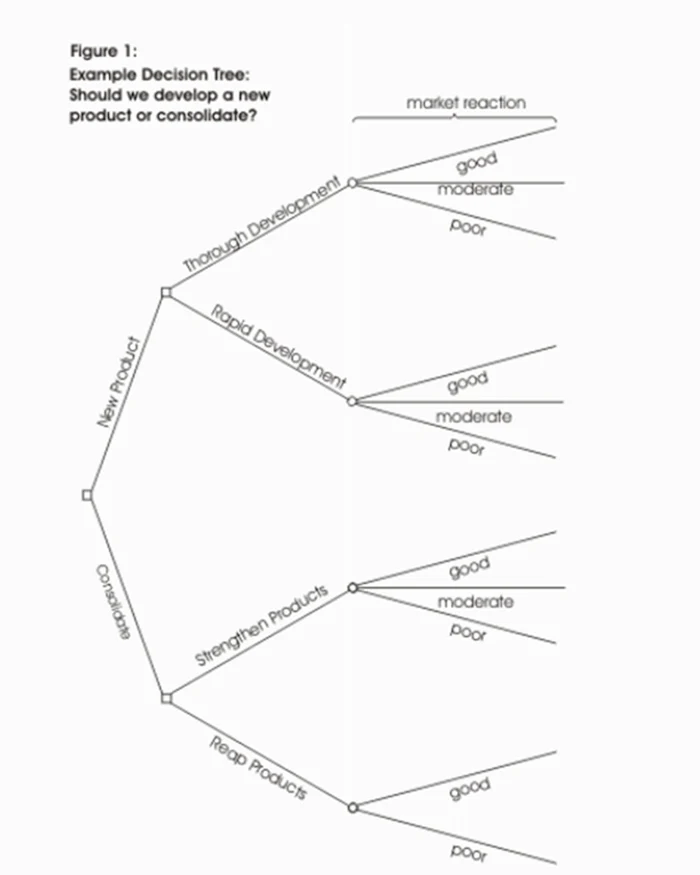 Figure 1:
Example Decision Tree:
Should we develop a new
product or consolidate?
market reaction
Thorough Development
good
moderate
poor
New Product
Rapid Development
good
moderate
poor
Consolidate
Strengthen Products
good
moderate
poor
Reap Products
good
poor